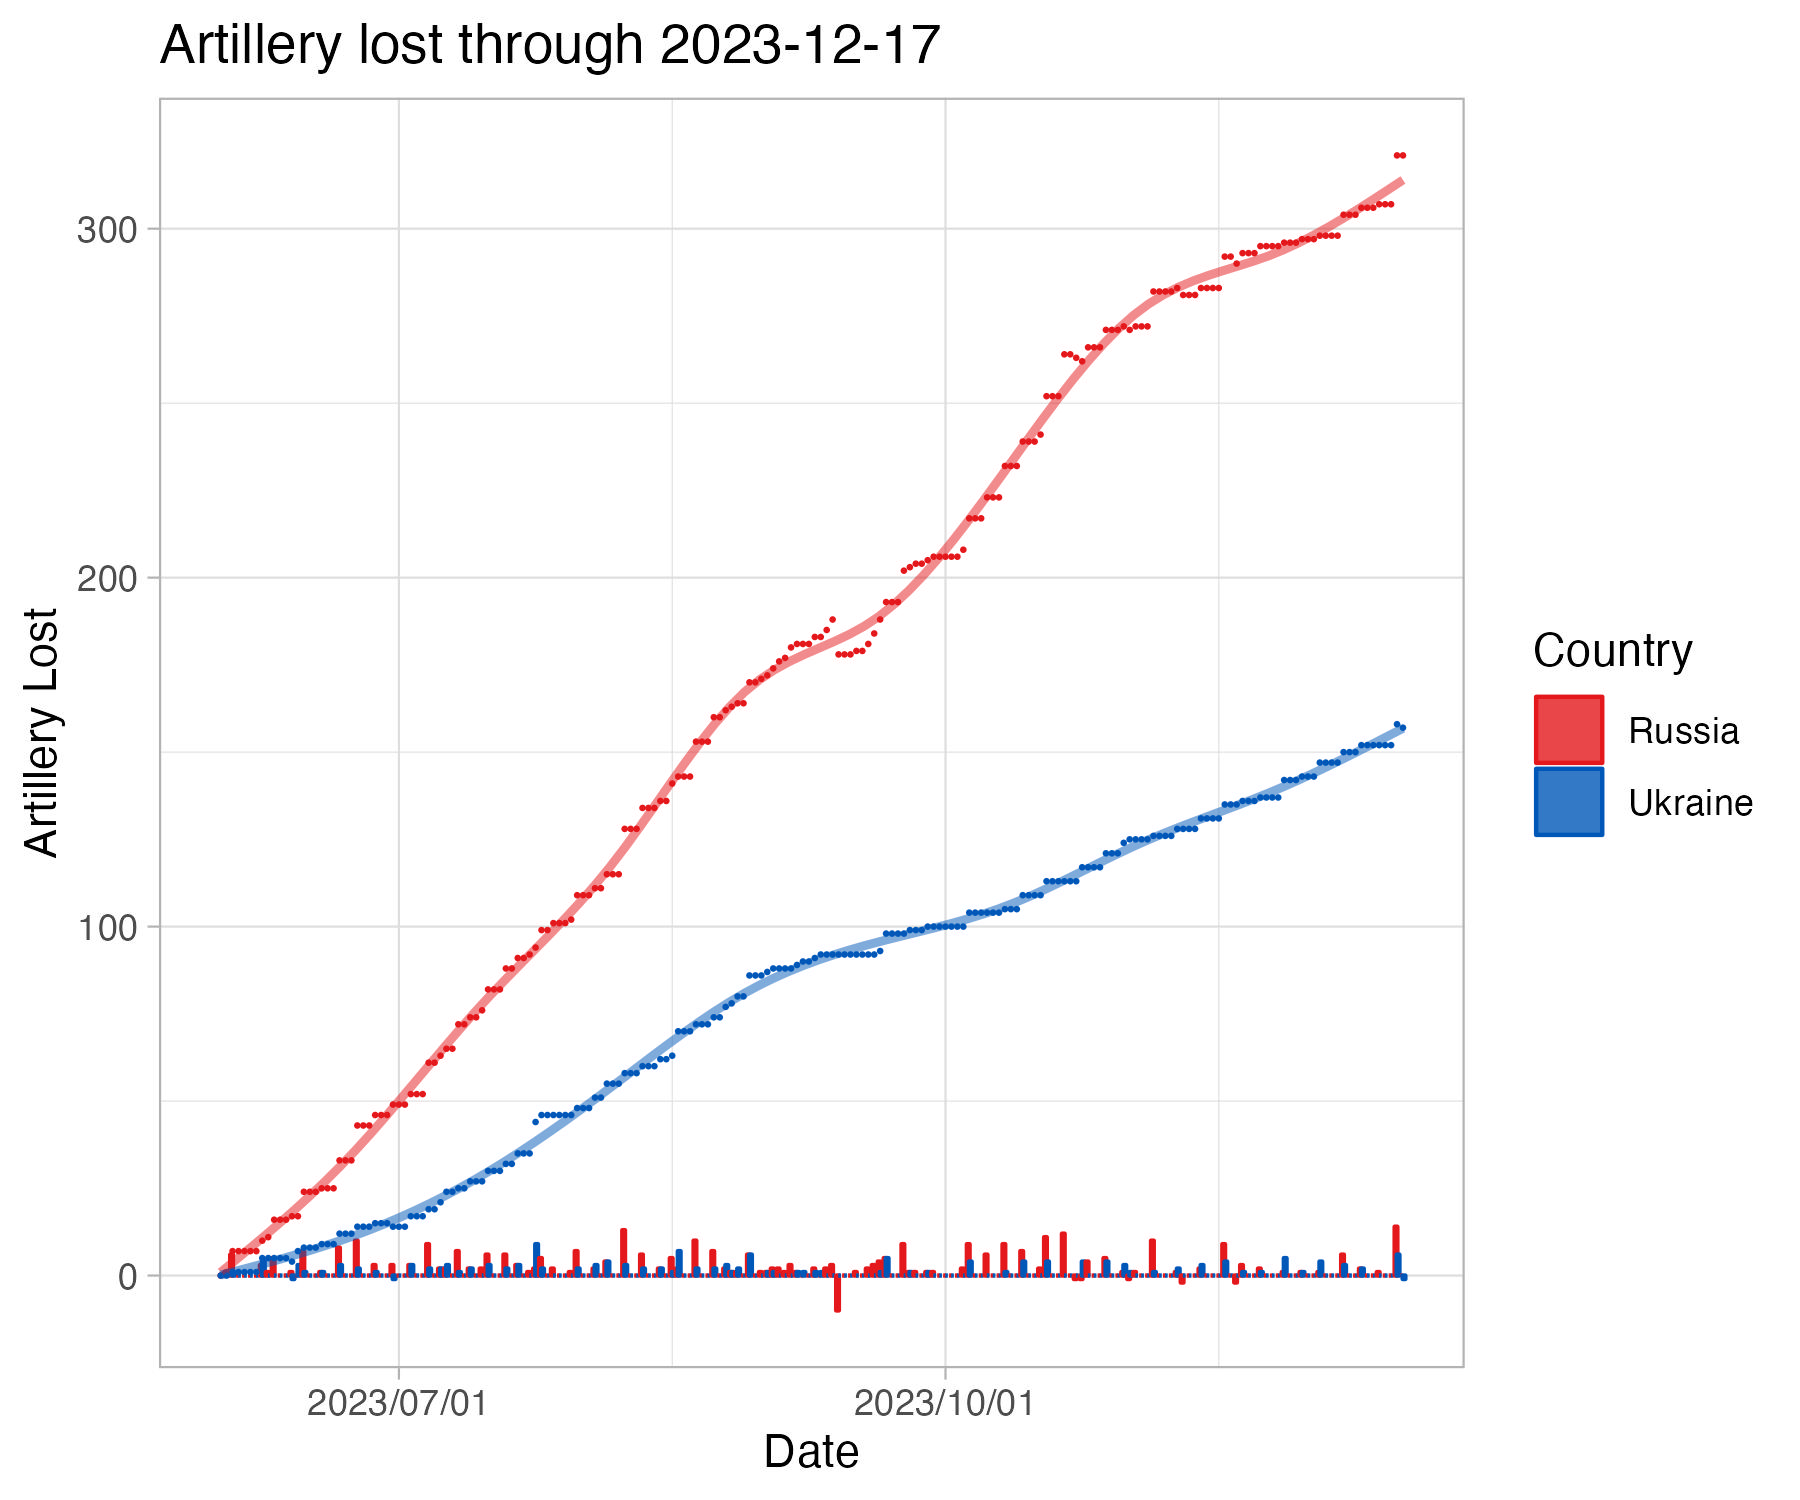 Artillery lost through 2023-12-17
Artillery Lost
300
200
100
0
2023/07/01
2023/10/01
Date
Country
Russia
Ukraine